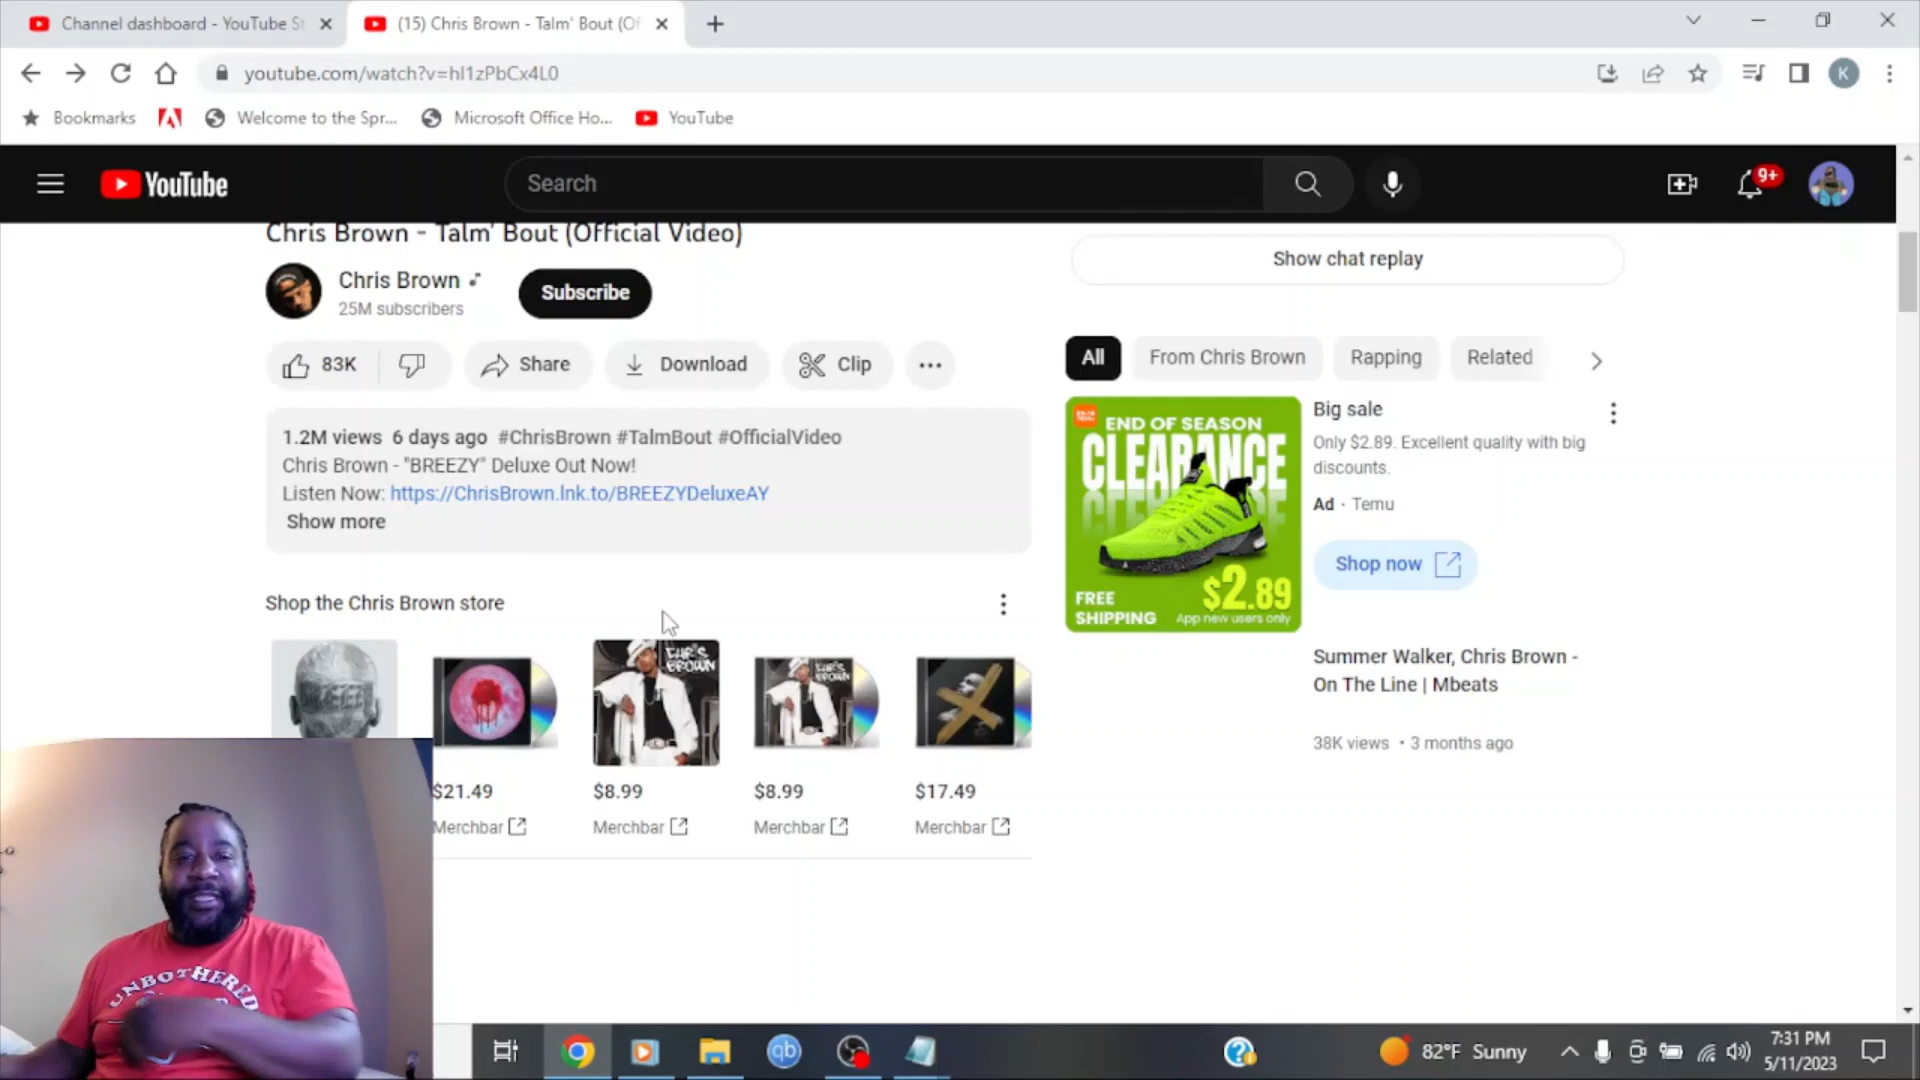 Channel dashboard - YouTube St
(15) Chris Brown - Talm' Bout (Of
youtube.com/watch?v=hI1zPbCx4L0
K
Bookmarks
Welcome to the Spr...
Microsoft Office Ho...
YouTube
YouTube
Search
9+
Chris Brown - Talm' Bout (Official Video)
Chris Brown
25M subscribers
Subscribe
83K
Share
Download
Clip
1.2M views 6 days ago #ChrisBrown #TalmBout #OfficialVideo
Chris Brown - "BREEZY" Deluxe Out Now!
Listen Now: https://ChrisBrown.lnk.to/BREEZYDeluxeAY
Show more
Shop the Chris Brown store
CHRIS
BROWN
$21.49
Merchbar
$8.99
Merchbar
$8.99
Merchbar
$17.49
Merchbar
Show chat replay
All
From Chris Brown
Rapping
Related
END OF SEASON
CLEARANCE
$2.89
FREE
SHIPPING
App new users only
Big sale
Only $2.89. Excellent quality with big
discounts.
Ad · Temu
Shop now
Summer Walker, Chris Brown -
On The Line | Mbeats
38K views • 3 months ago
UNBOTHERED
qb
82°F Sunny
7:31 PM
5/11/2023